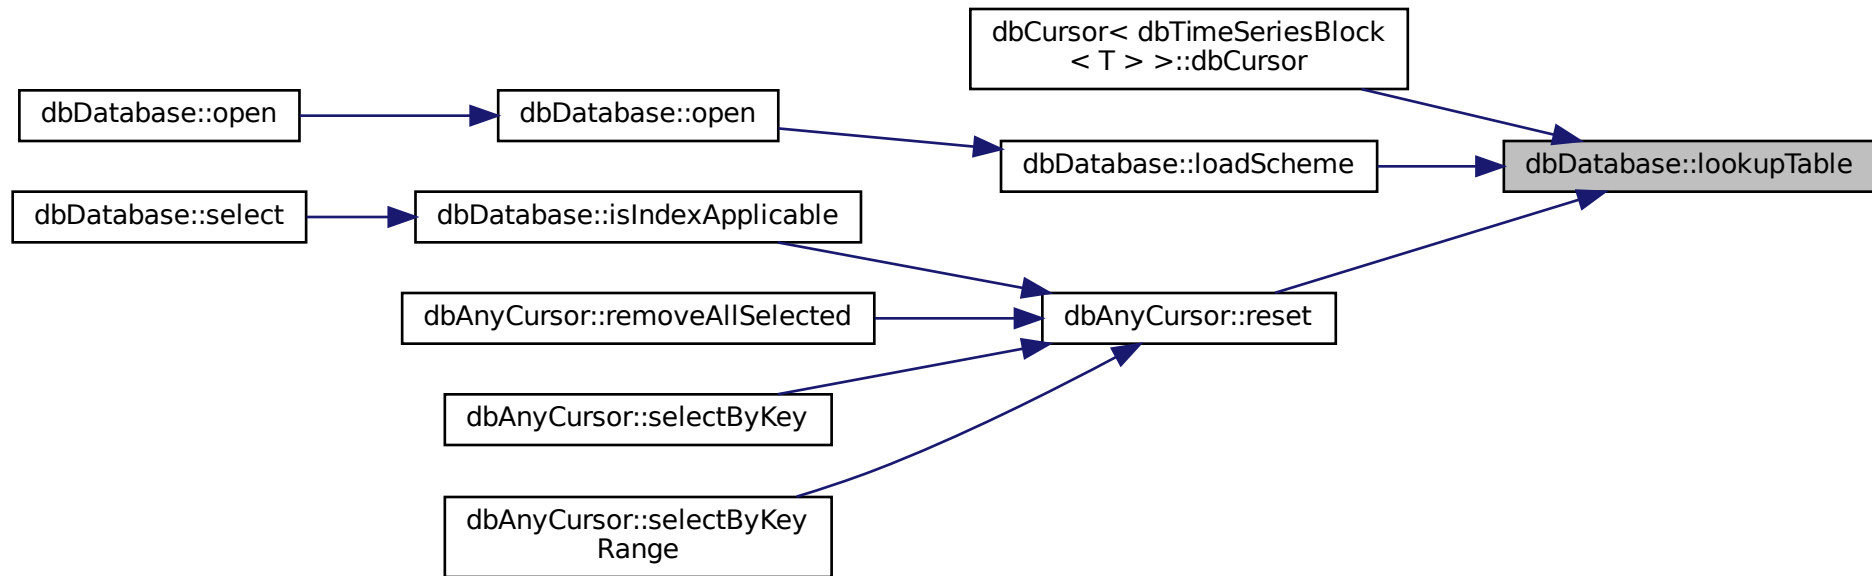 dbCursor< dbTimeSeriesBlock
< T > >::dbCursor
dbDatabase::open
dbDatabase::open
dbDatabase::loadScheme
dbDatabase::lookupTable
dbDatabase::select
dbDatabase::isIndexApplicable
dbAnyCursor::removeAllSelected
dbAnyCursor::reset
dbAnyCursor::selectByKey
dbAnyCursor::selectByKey
Range